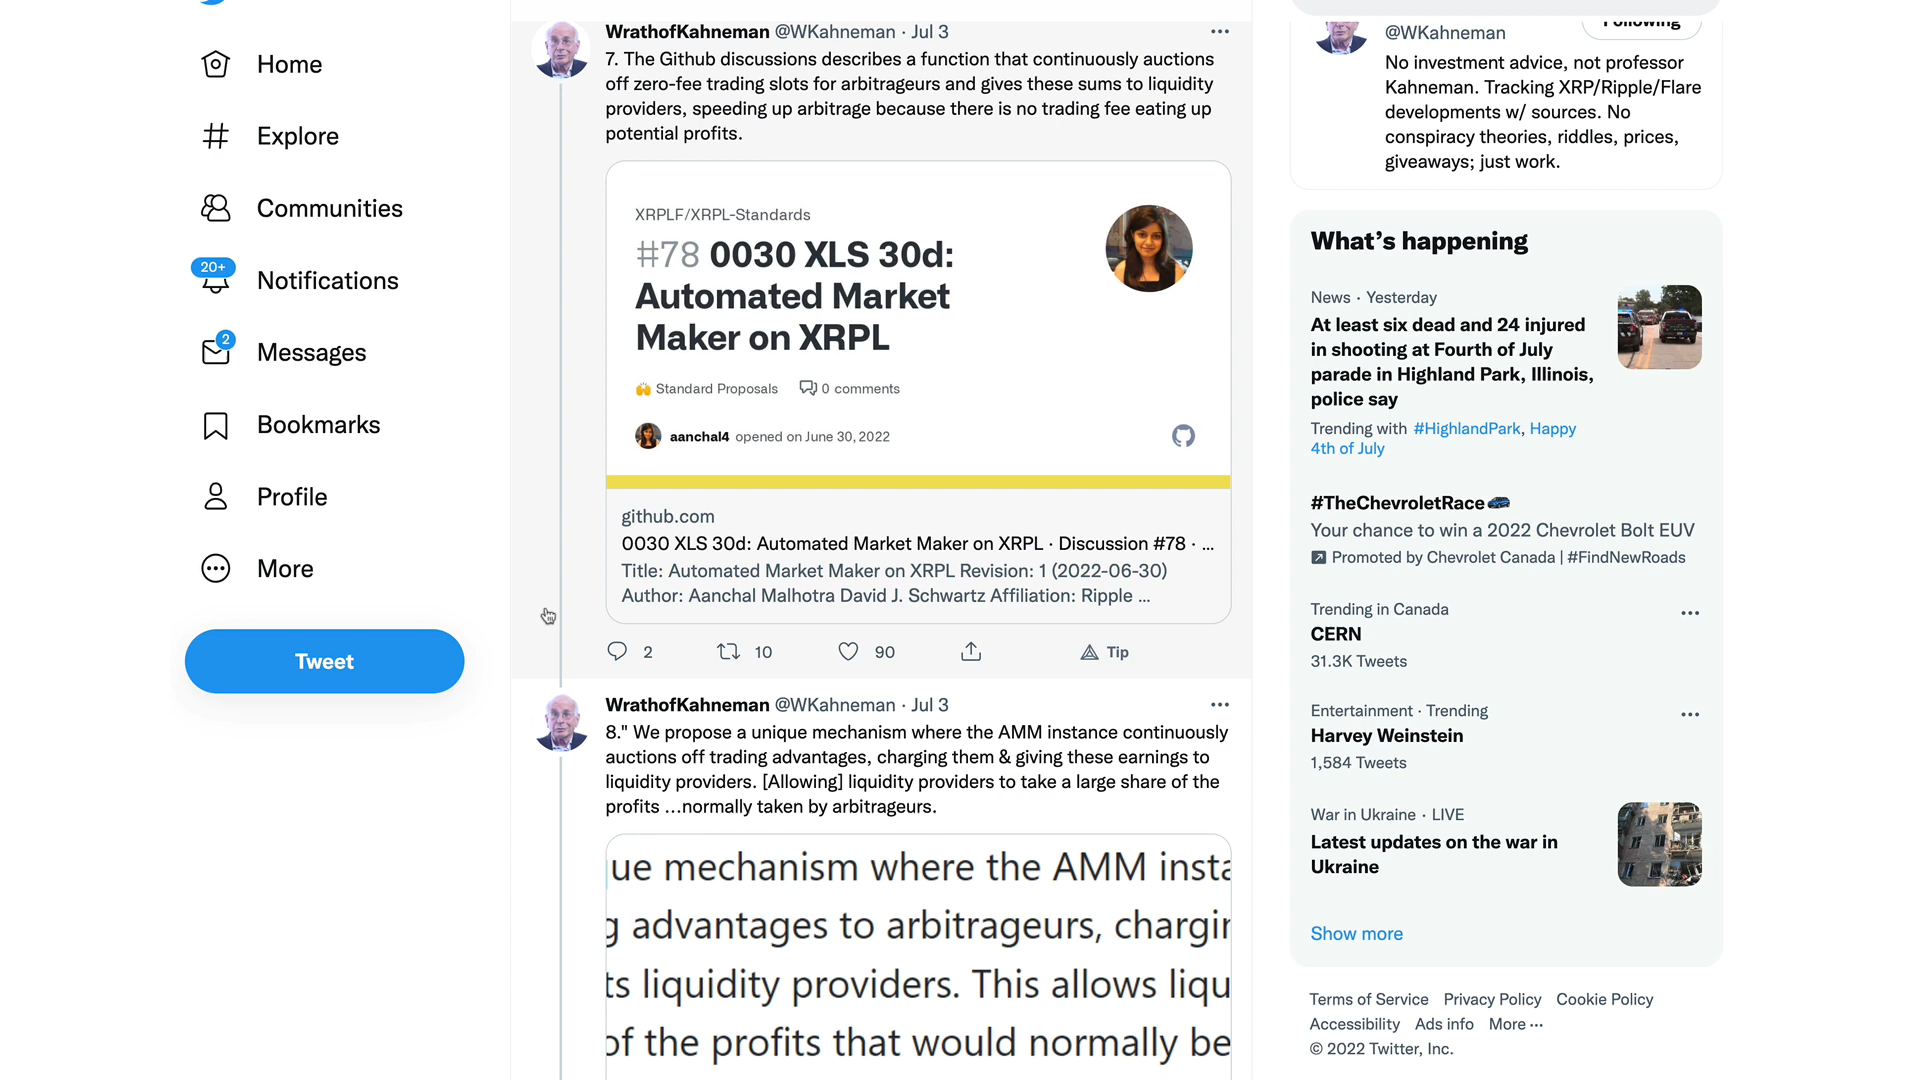 Home
Explore
Communities
20+
Notifications
2
Messages
Bookmarks
Profile
More
Tweet
WrathofKahneman @WKahneman · Jul 3
7. The Github discussions describes a function that continuously auctions
off zero-fee trading slots for arbitrageurs and gives these sums to liquidity
providers, speeding up arbitrage because there is no trading fee eating up
potential profits.
XRPLF/XRPL-Standards
#78 0030 XLS 30d:
Automated Market
Maker on XRPL
🙌 Standard Proposals 0 comments
aanchal4 opened on June 30, 2022
github.com
0030 XLS 30d: Automated Market Maker on XRPL · Discussion #78 · ...
Title: Automated Market Maker on XRPL Revision: 1 (2022-06-30)
Author: Aanchal Malhotra David J. Schwartz Affiliation: Ripple ...
2 10 90 Tip
WrathofKahneman @WKahneman · Jul 3
8." We propose a unique mechanism where the AMM instance continuously
auctions off trading advantages, charging them & giving these earnings to
liquidity providers. [Allowing] liquidity providers to take a large share of the
profits ...normally taken by arbitrageurs.
ue mechanism where the AMM insta
g advantages to arbitrageurs, chargin
ts liquidity providers. This allows liqu
of the profits that would normally be
Following
@WKahneman
No investment advice, not professor
Kahneman. Tracking XRP/Ripple/Flare
developments w/ sources. No
conspiracy theories, riddles, prices,
giveaways; just work.
What's happening
News · Yesterday
At least six dead and 24 injured
in shooting at Fourth of July
parade in Highland Park, Illinois,
police say
Trending with #HighlandPark, Happy
4th of July
#TheChevroletRace
Your chance to win a 2022 Chevrolet Bolt EUV
Promoted by Chevrolet Canada | #FindNewRoads
Trending in Canada
CERN
31.3K Tweets
Entertainment · Trending
Harvey Weinstein
1,584 Tweets
War in Ukraine · LIVE
Latest updates on the war in
Ukraine
Show more
Terms of Service Privacy Policy Cookie Policy
Accessibility Ads info More ···
© 2022 Twitter, Inc.